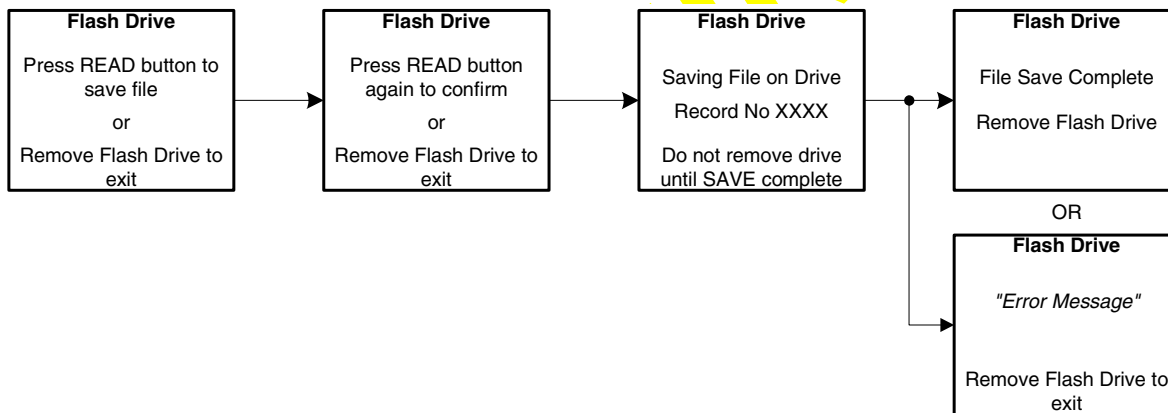 Flash Drive
Press READ button to
save file
or
Remove Flash Drive to
exit
Flash Drive
Press READ button
again to confirm
or
Remove Flash Drive to
exit
Flash Drive
Saving File on Drive
Record No XXXX
Do not remove drive
until SAVE complete
Flash Drive
File Save Complete
Remove Flash Drive
OR
Flash Drive
"Error Message"
Remove Flash Drive to
exit